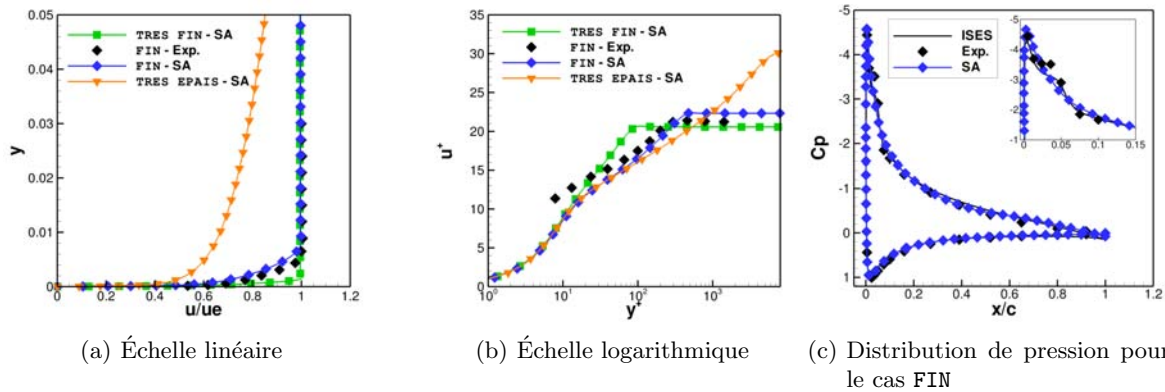 0.05
0.04
0.03
0.02
0.01
0
y
0
0.2
0.4
0.6
0.8
1
1.2
u/ue
TRES FIN - SA
FIN - Exp.
FIN - SA
TRES EPAIS - SA
35
30
25
20
15
10
5
0
u+
10^0
10^1
10^2
10^3
y+
TRES FIN - SA
FIN - Exp.
FIN - SA
TRES EPAIS - SA
-5
-4
-3
-2
-1
0
1
Cp
0
0.2
0.4
0.6
0.8
1
1.2
x/c
ISES
Exp.
SA
-5
-4
-3
-2
-1
0
0.05
0.1
0.15
(a) Échelle linéaire
(b) Échelle logarithmique
(c) Distribution de pression pour
le cas FIN